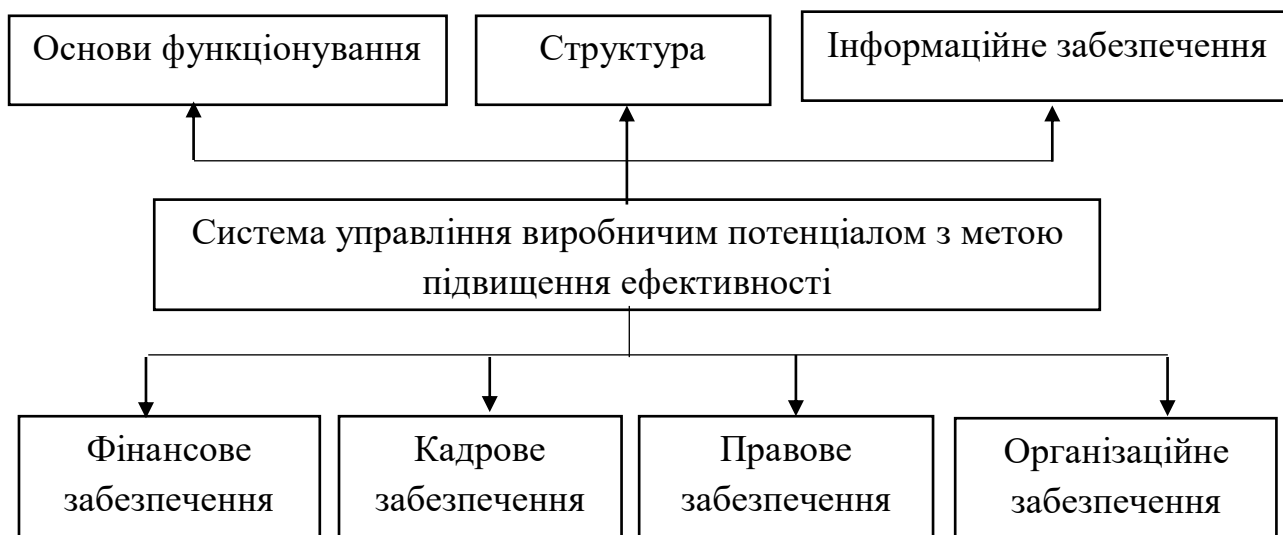 Основи функціонування
Структура
Інформаційне забезпечення
Система управління виробничим потенціалом з метою
підвищення ефективності
Фінансове
забезпечення
Кадрове
забезпечення
Правове
забезпечення
Організаційне
забезпечення